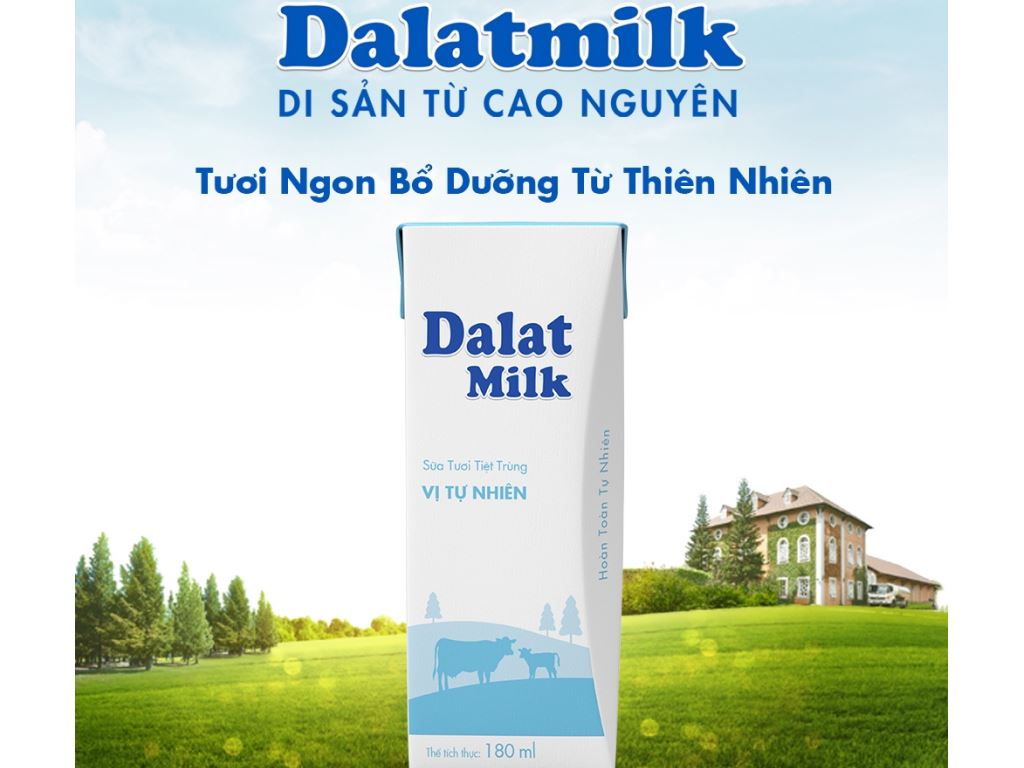 Dalatmilk
DI SẢN TỪ CAO NGUYÊN
Tươi Ngon Bổ Dưỡng Từ Thiên Nhiên
Dalat
Milk
Sữa Tươi Tiệt Trùng
VỊ TỰ NHIÊN
Hoàn Toàn Tự Nhiên
Thể tích thực: 180 ml